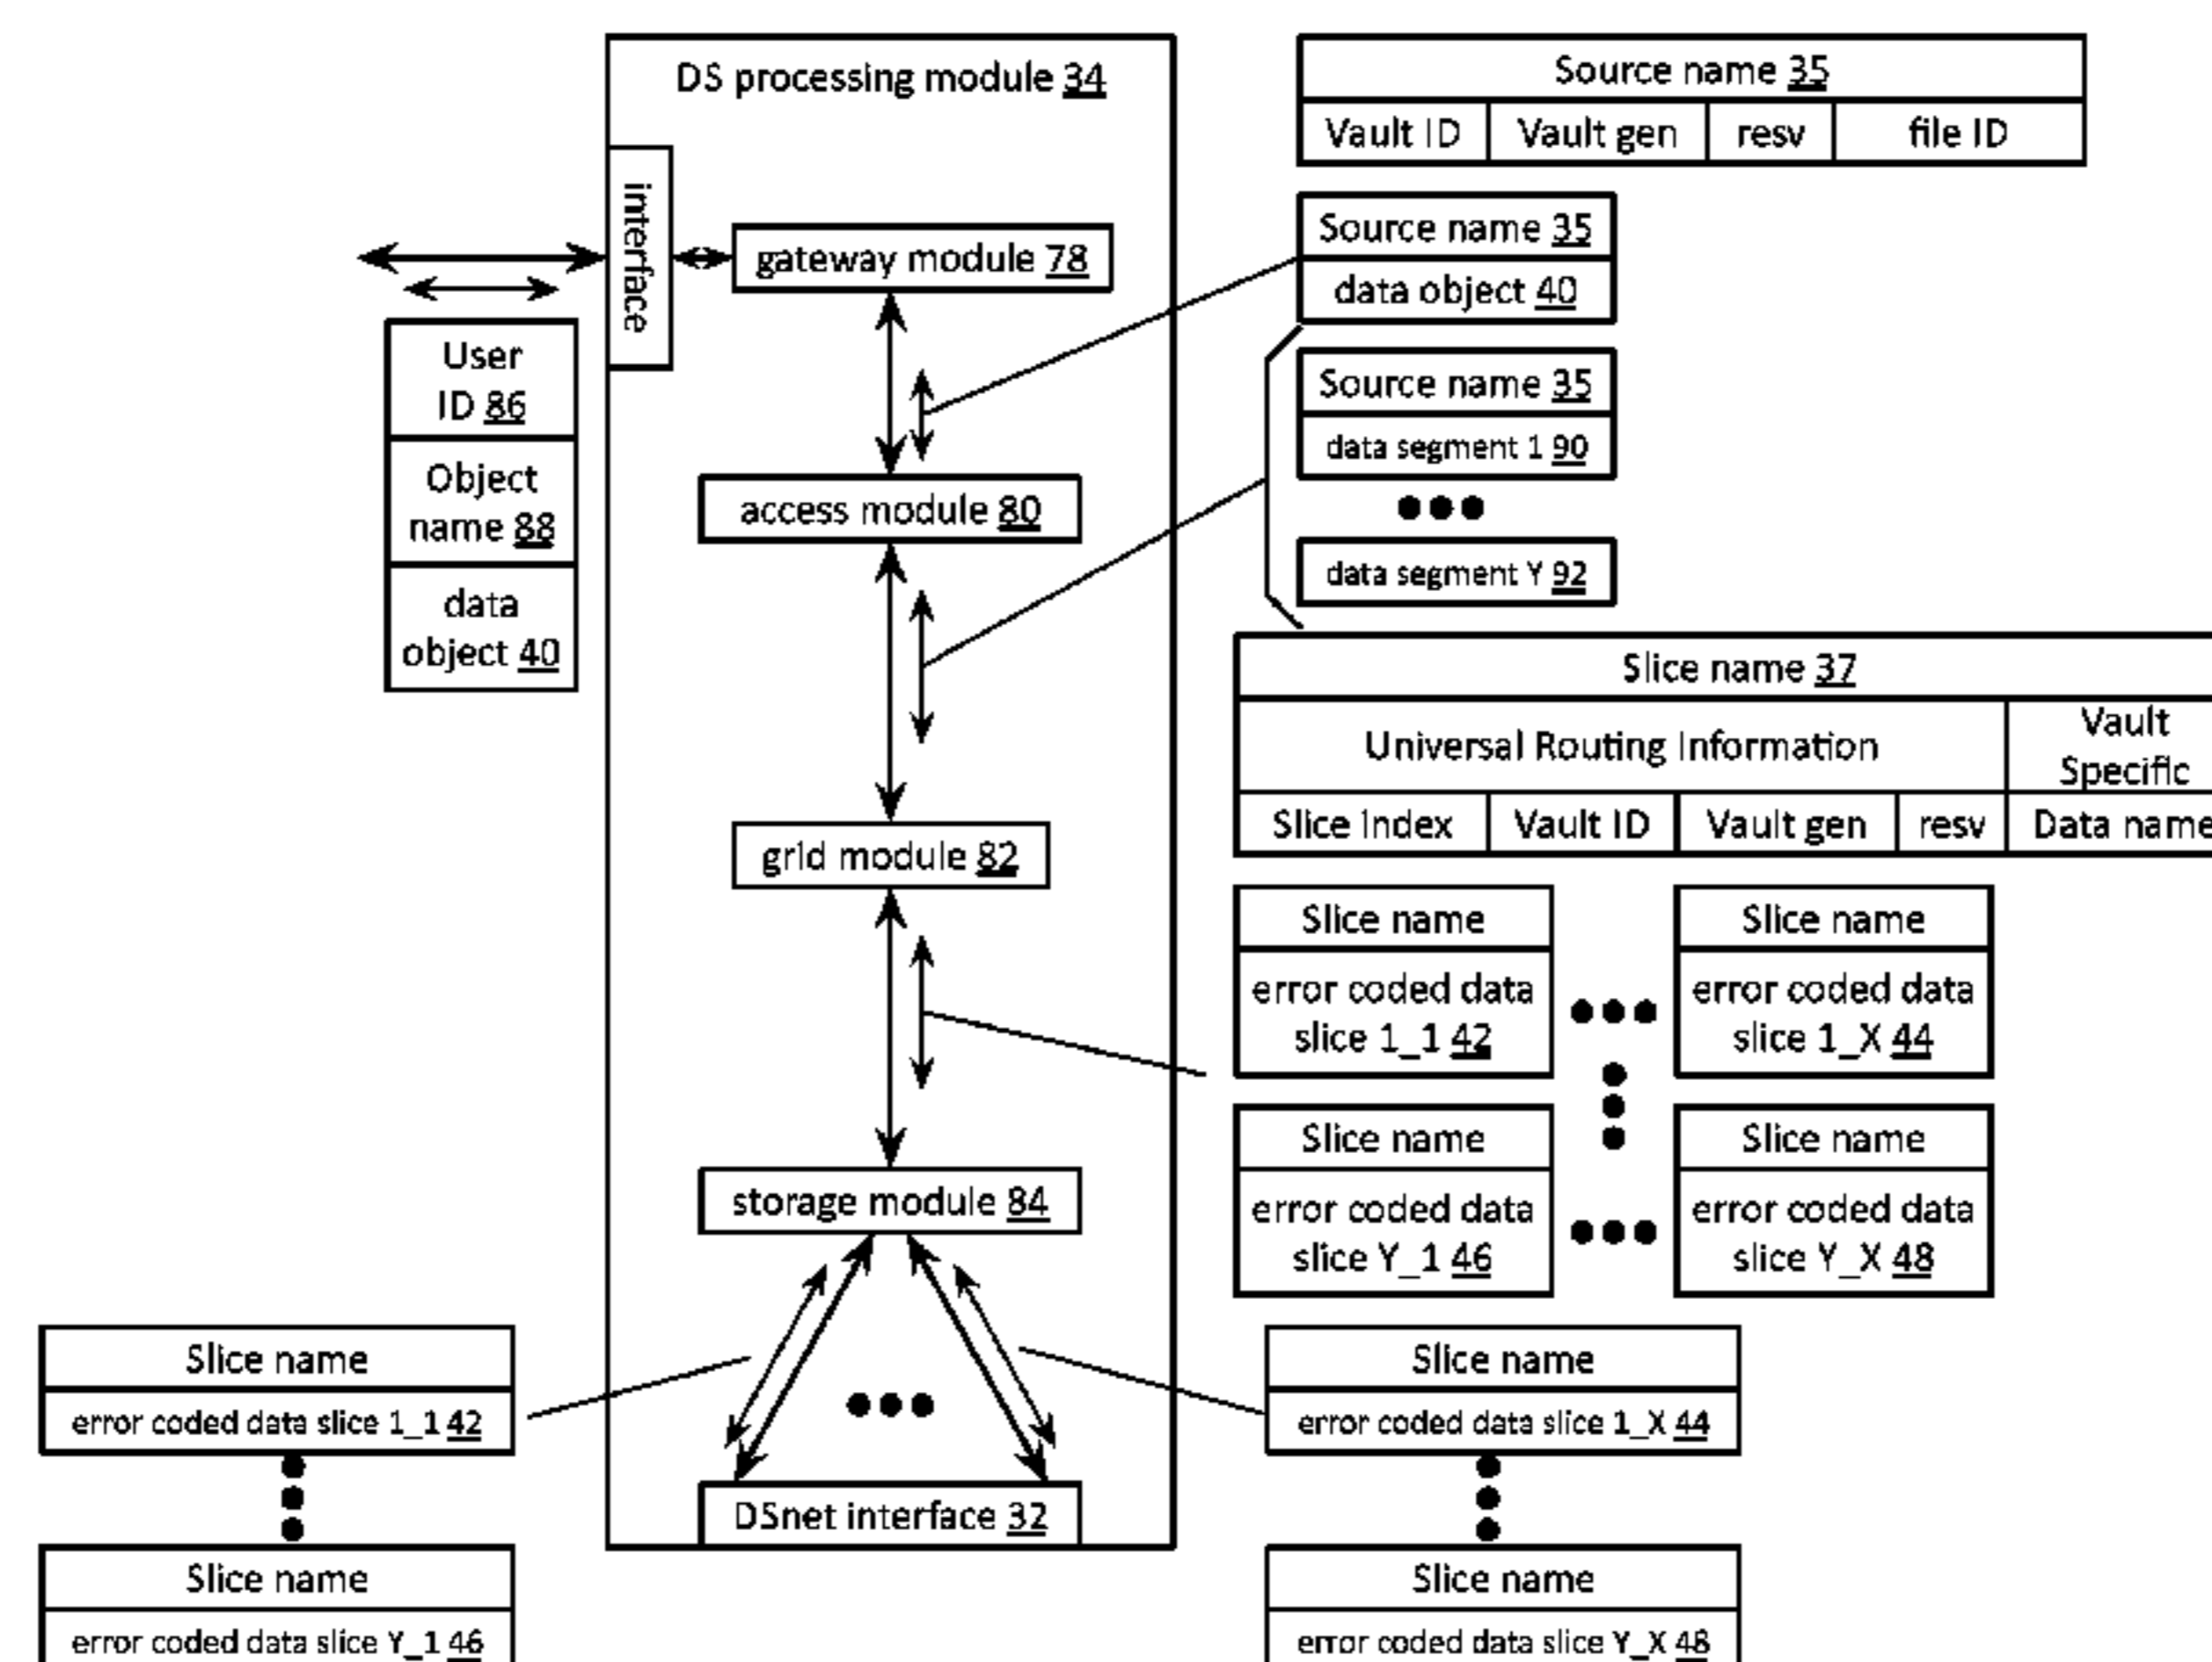 DS processing module 34
interface
gateway module 78
access module 80
grid module 82
storage module 84
DSnet interface 32
User
ID 86
Object
name 88
data
object 40
Source name 35
Vault ID Vault gen resv file ID
Source name 35
data object 40
Source name 35
data segment 1 90
data segment Y 92
Slice name 37
Universal Routing Information
Vault
Specific
Slice index Vault ID Vault gen resv Data name
Slice name
error coded data
slice 1_1 42
Slice name
error coded data
slice 1_X 44
Slice name
error coded data
slice Y_1 46
Slice name
error coded data
slice Y_X 48
Slice name
error coded data slice 1_1 42
Slice name
error coded data slice Y_1 46
Slice name
error coded data slice 1_X 44
Slice name
error coded data slice Y_X 48